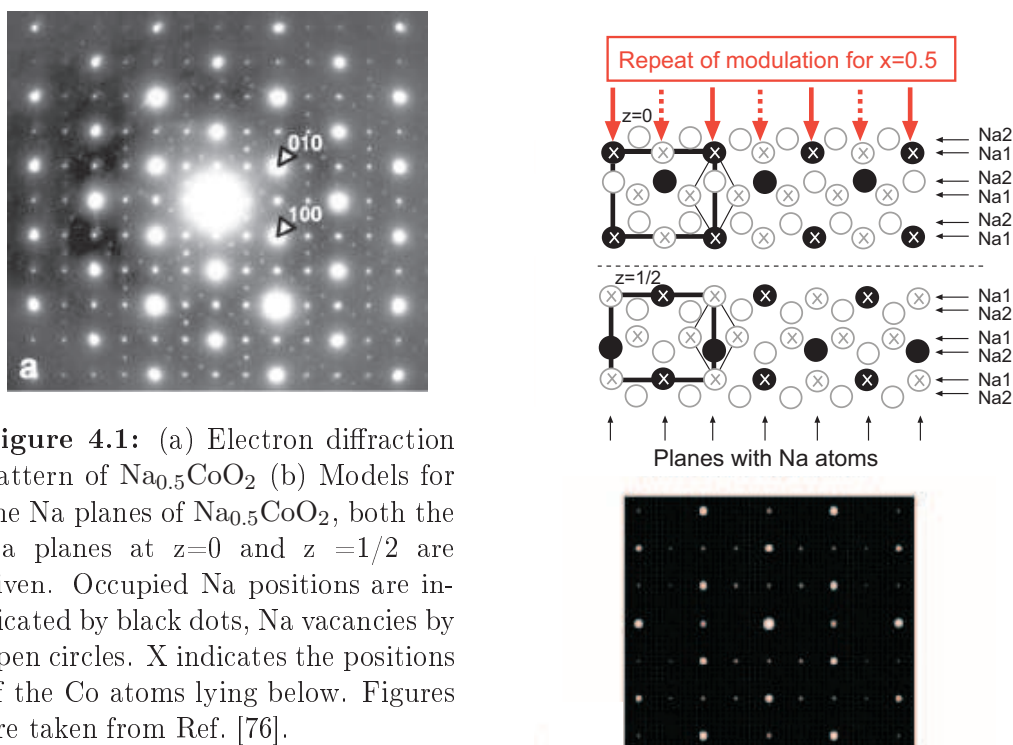 010
100
a
igure 4.1: (a) Electron diffraction
attern of Na0.5CoO2 (b) Models for
ne Na planes of Na0.5CoO2, both the
a planes at z=0 and z =1/2 are
iven. Occupied Na positions are in-
icated by black dots, Na vacancies by
pen circles. X indicates the positions
f the Co atoms lying below. Figures
re taken from Ref. [76].
Repeat of modulation for x=0.5
z=0
Na2
Na1
Na2
Na1
Na2
Na1
z=1/2
Na1
Na2
Na1
Na2
Na1
Na2
Planes with Na atoms